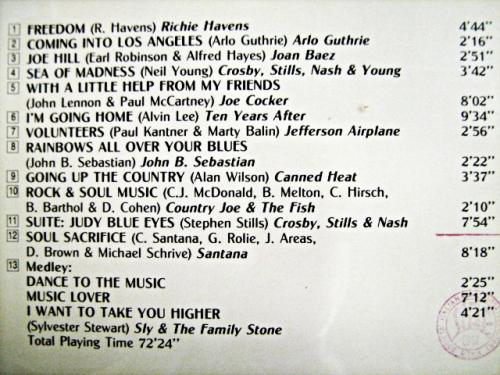 1 FREEDOM (R. Havens) Richie Havens 4'44"
2 COMING INTO LOS ANGELES (Arlo Guthrie) Arlo Guthrie 2'16"
3 JOE HILL (Earl Robinson & Alfred Hayes) Joan Baez 2'51"
4 SEA OF MADNESS (Neil Young) Crosby, Stills, Nash & Young 3'42"
5 WITH A LITTLE HELP FROM MY FRIENDS
(John Lennon & Paul McCartney) Joe Cocker 8'02"
6 I'M GOING HOME (Alvin Lee) Ten Years After 9'34"
7 VOLUNTEERS (Paul Kantner & Marty Balin) Jefferson Airplane 2'56"
8 RAINBOWS ALL OVER YOUR BLUES
(John B. Sebastian) John B. Sebastian 2'22"
9 GOING UP THE COUNTRY (Alan Wilson) Canned Heat 3'37"
10 ROCK & SOUL MUSIC (C.J. McDonald, B. Melton, C. Hirsch,
B. Barthol & D. Cohen) Country Joe & The Fish 2'10"
11 SUITE: JUDY BLUE EYES (Stephen Stills) Crosby, Stills & Nash 7'54"
12 SOUL SACRIFICE (C. Santana, G. Rolie, J. Areas,
D. Brown & Michael Schrive) Santana 8'18"
13 Medley:
DANCE TO THE MUSIC 2'25"
MUSIC LOVER 7'12"
I WANT TO TAKE YOU HIGHER 4'21"
(Sylvester Stewart) Sly & The Family Stone
Total Playing Time 72'24"